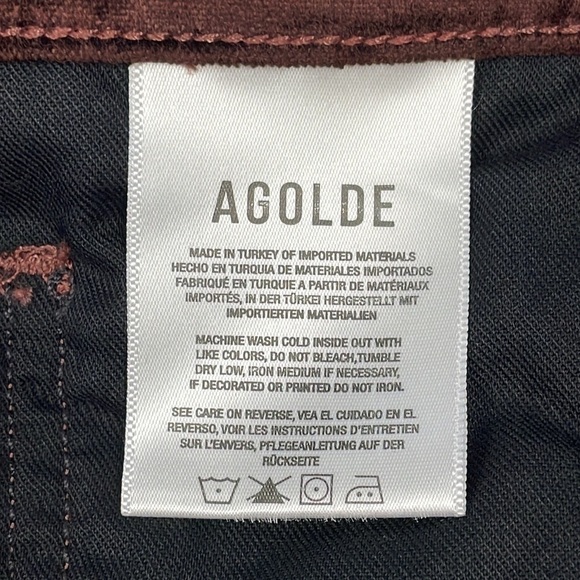 AGOLDE
MADE IN TURKEY OF IMPORTED MATERIALS
HECHO EN TURQUIA DE MATERIALES IMPORTADOS
FABRIQUÉ EN TURQUIE A PARTIR DE MATÉRIAUX
IMPORTÉS, IN DER TÜRKEI HERGESTELLT MIT
IMPORTIERTEN MATERIALIEN
MACHINE WASH COLD INSIDE OUT WITH
LIKE COLORS, DO NOT BLEACH,TUMBLE
DRY LOW, IRON MEDIUM IF NECESSARY,
IF DECORATED OR PRINTED DO NOT IRON.
SEE CARE ON REVERSE, VEA EL CUIDADO EN EL
REVERSO, VOIR LES INSTRUCTIONS D'ENTRETIEN
SUR L'ENVERS, PFLEGEANLEITUNG AUF DER
RÜCKSEITE